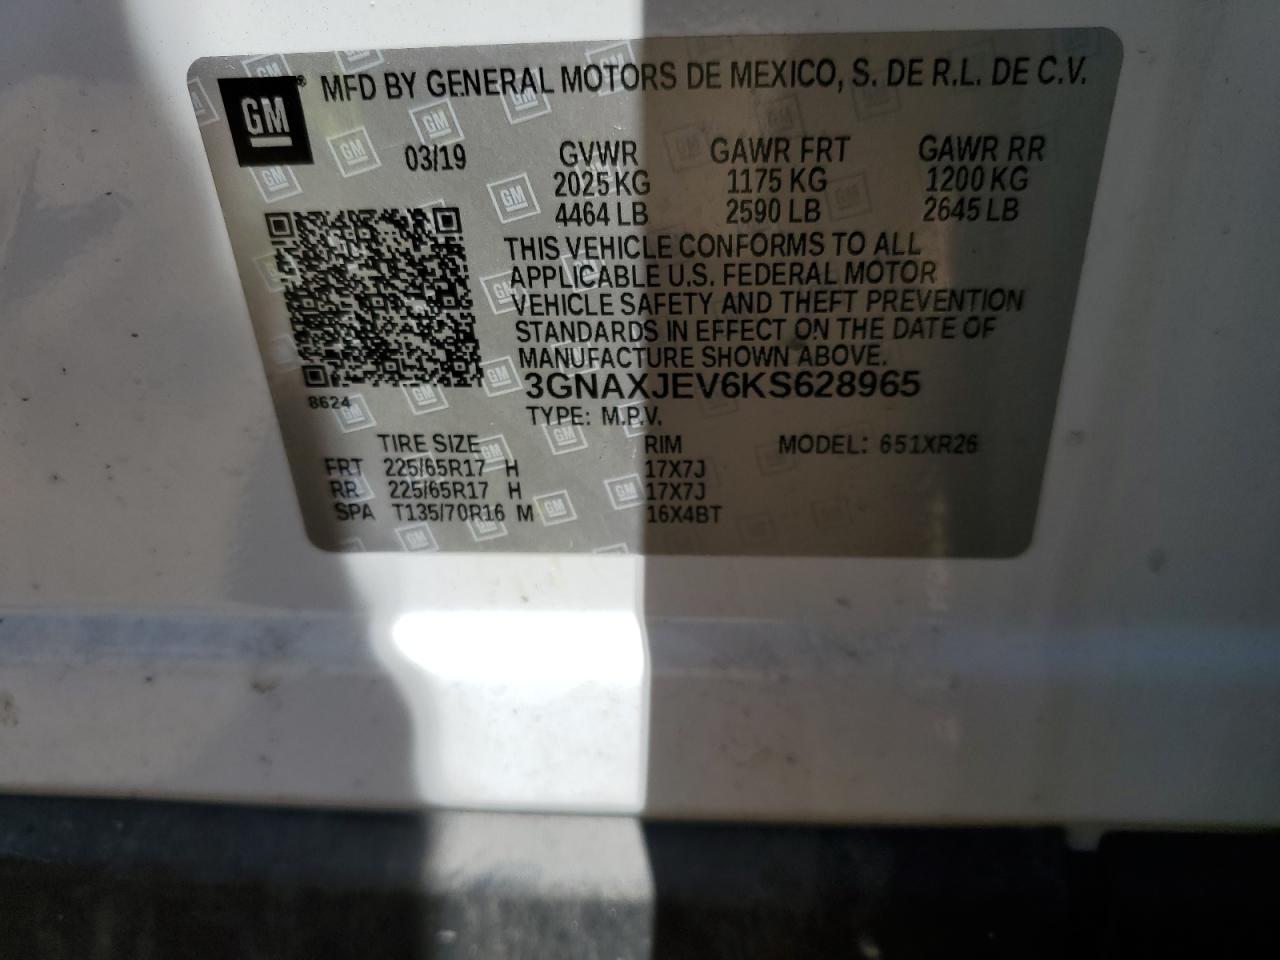 GM® MFD BY GENERAL MOTORS DE MEXICO, S. DE R.L. DE C.V.
03/19 GVWR GAWR FRT GAWR RR
2025 KG 1175 KG 1200 KG
4464 LB 2590 LB 2645 LB
THIS VEHICLE CONFORMS TO ALL
APPLICABLE U.S. FEDERAL MOTOR
VEHICLE SAFETY AND THEFT PREVENTION
STANDARDS IN EFFECT ON THE DATE OF
MANUFACTURE SHOWN ABOVE.
3GNAXJEV6KS628965
8624
TYPE: M.P.V.
TIRE SIZE RIM MODEL: 651XR26
FRT 225/65R17 H 17X7J
RR 225/65R17 H 17X7J
SPA T135/70R16 M 16X4BT